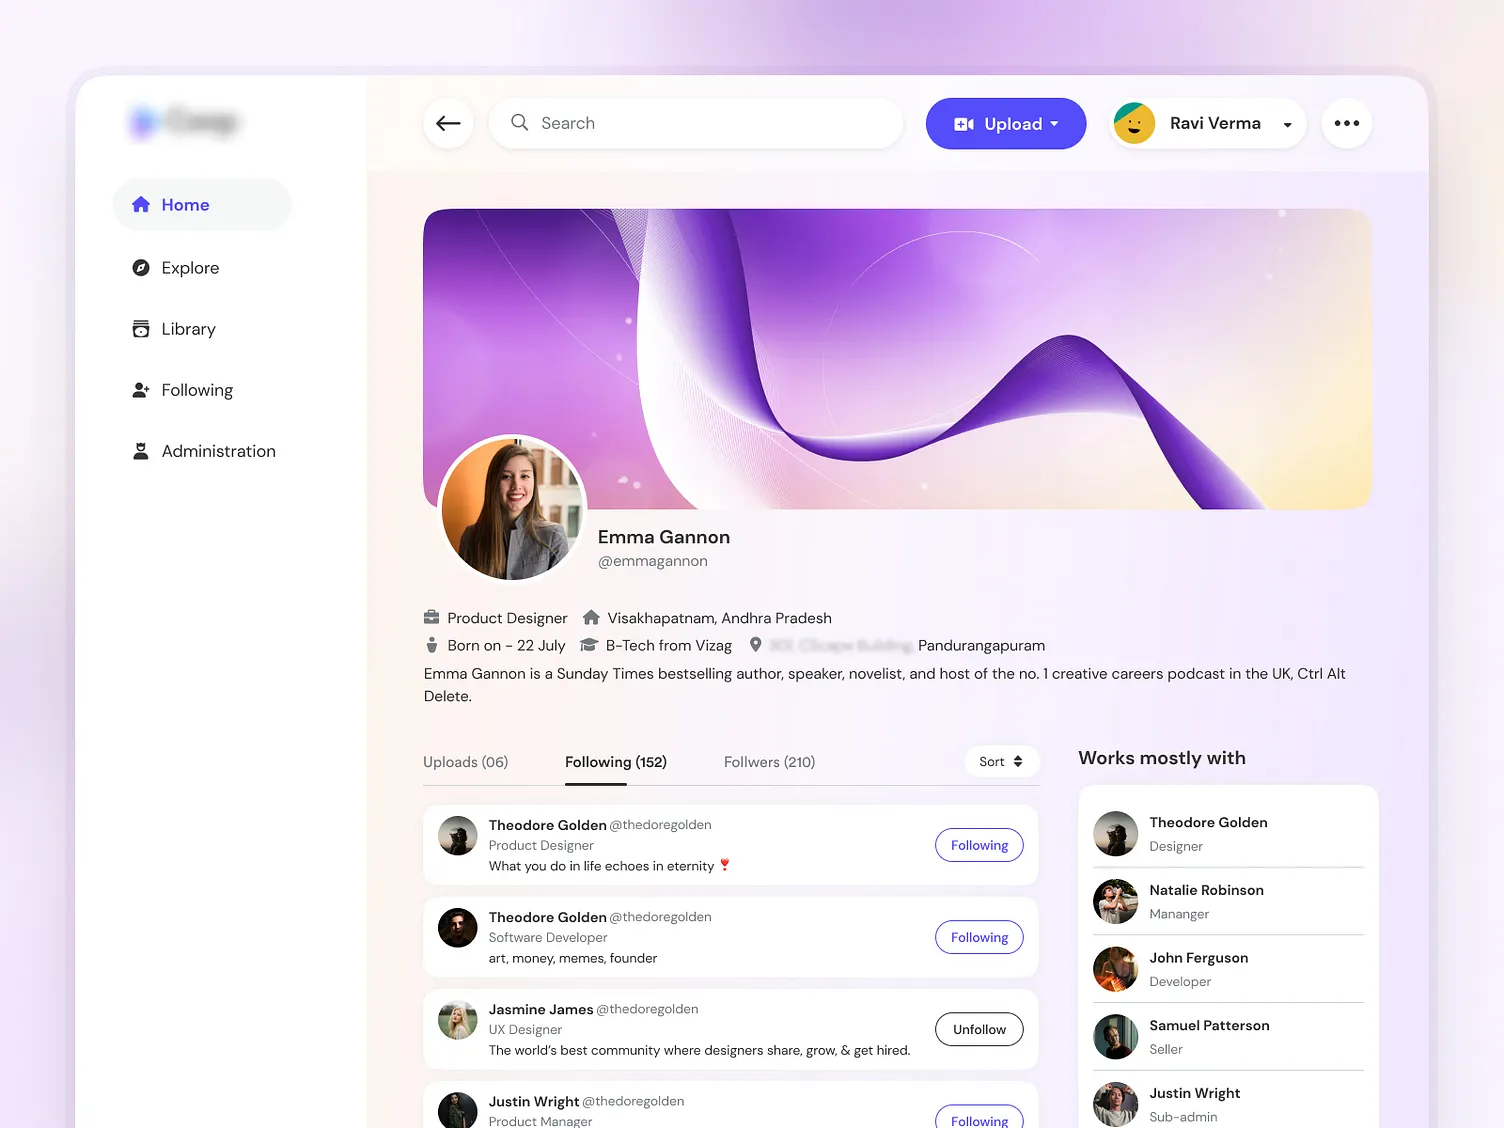 Search
Upload
Ravi Verma
Home
Explore
Library
Following
Administration
Emma Gannon
@emmagannon
Product Designer Visakhapatnam, Andhra Pradesh
Born on - 22 July B-Tech from Vizag Pandurangapuram
Emma Gannon is a Sunday Times bestselling author, speaker, novelist, and host of the no. 1 creative careers podcast in the UK, Ctrl Alt
Delete.
Uploads (06) Following (152) Follwers (210) Sort
Theodore Golden @thedoregolden
Product Designer
What you do in life echoes in eternity
Following
Theodore Golden @thedoregolden
Software Developer
art, money, memes, founder
Following
Jasmine James @thedoregolden
UX Designer
The world's best community where designers share, grow, & get hired.
Unfollow
Justin Wright @thedoregolden
Product Manager
Following
Works mostly with
Theodore Golden
Designer
Natalie Robinson
Mananger
John Ferguson
Developer
Samuel Patterson
Seller
Justin Wright
Sub-admin